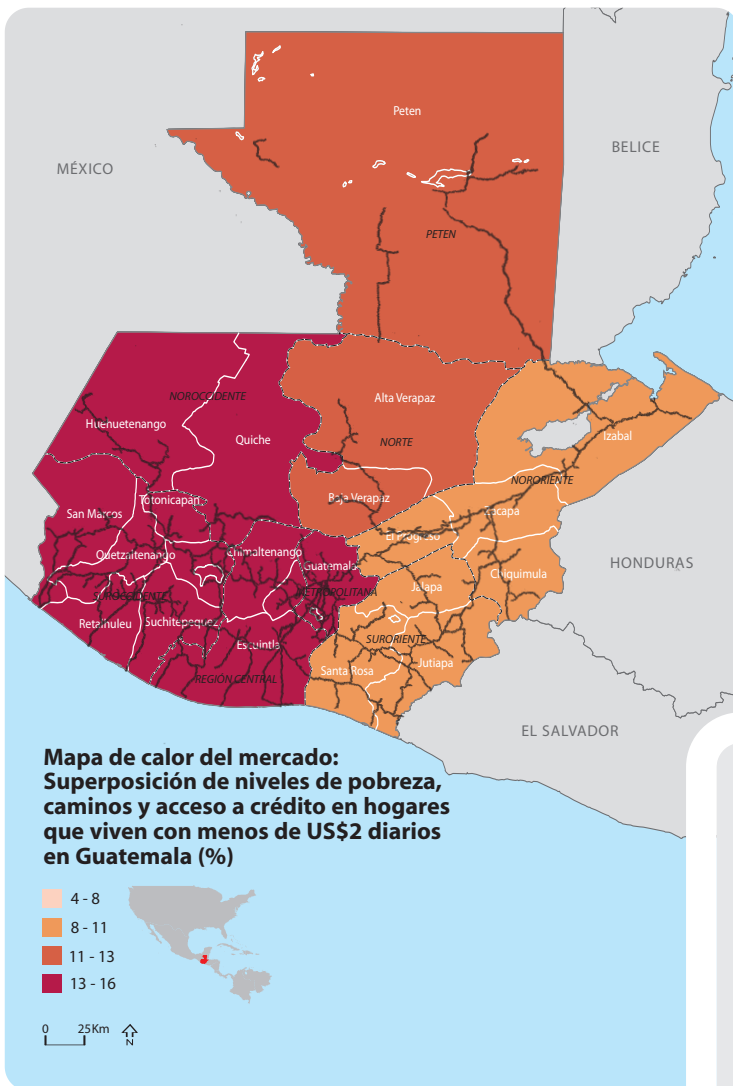 Peten
BELICE
MÉXICO
PETEN
NOROCCIDENTE
Alta Verapaz
Huehuetenango
Quiche
NORTE
Izabal
NORORIENTE
Baja Verapaz
Totonicapán
San Marcos
Zacapa
El Progreso
Quetzaltenango
Chimaltenango
Guatemala
HONDURAS
Chiquimula
Jalapa
METROPOLITANA
SUROCCIDENTE
Retalhuleu
Suchitepequez
Escuintla
SURORIENTE
Jutiapa
Santa Rosa
REGIÓN CENTRAL
EL SALVADOR
Mapa de calor del mercado:
Superposición de niveles de pobreza,
caminos y acceso a crédito en hogares
que viven con menos de US$2 diarios
en Guatemala (%)
4 - 8
8 - 11
11 - 13
13 - 16
0 25Km
N